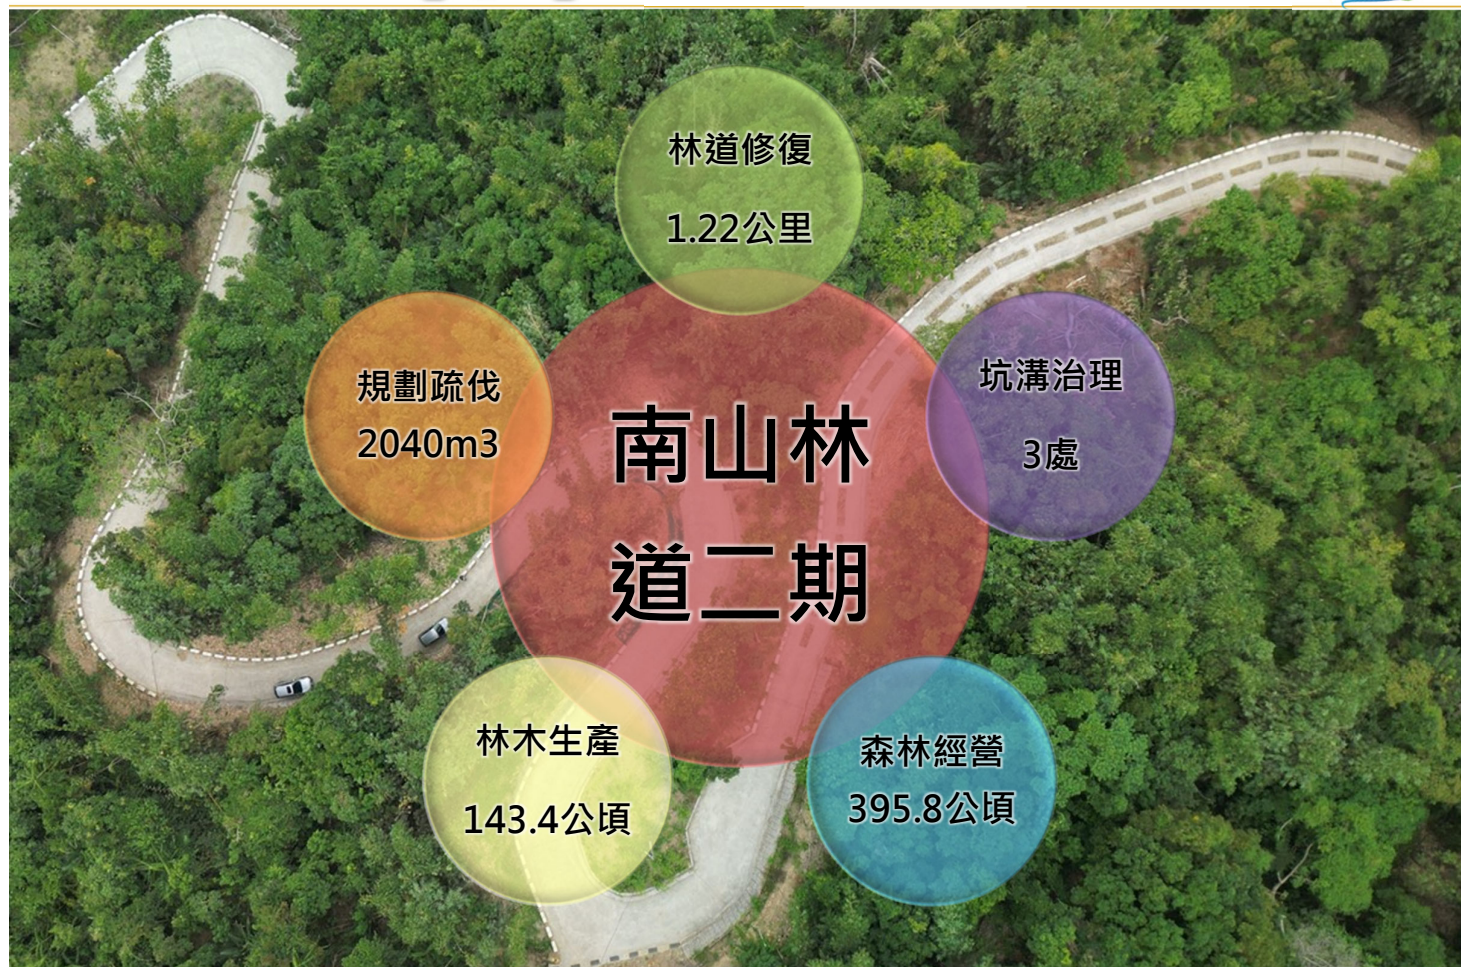 林道修復
1.22公里
規劃疏伐
2040m3
坑溝治理
3處
南山林
道二期
林木生產
143.4公頃
森林經營
395.8公頃